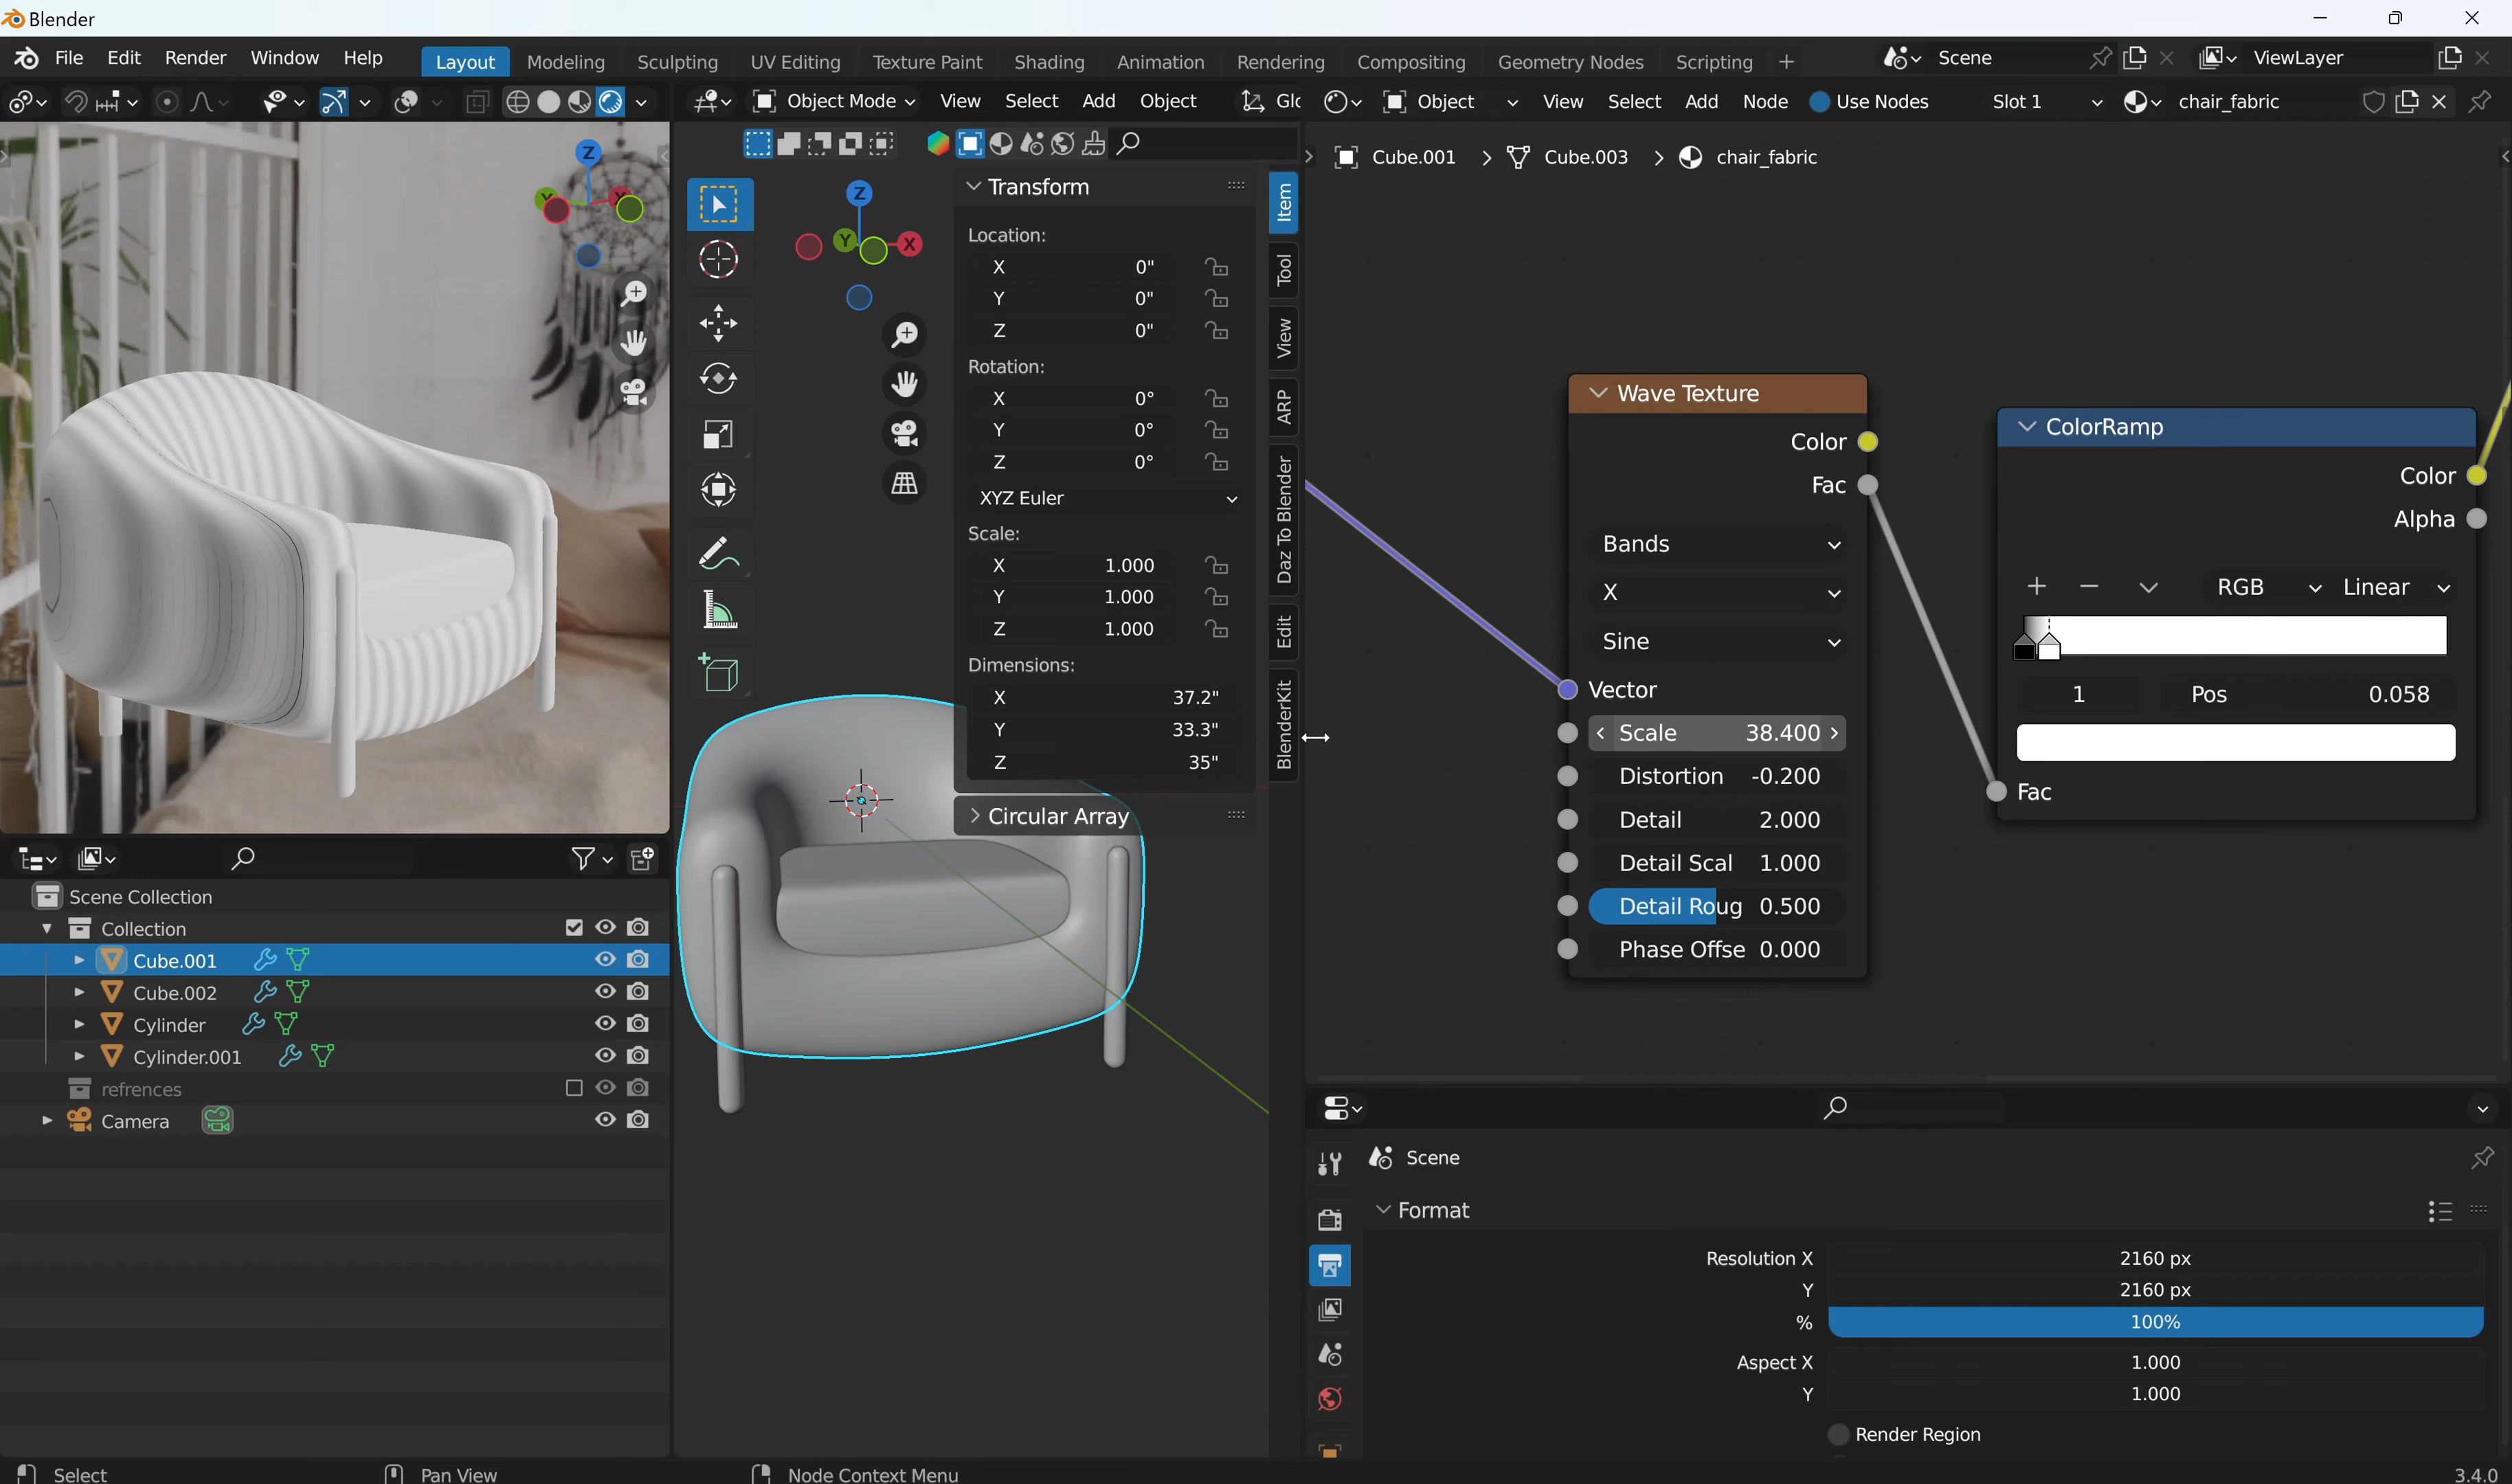 Blender
File Edit Render Window Help Layout Modeling Sculpting UV Editing Texture Paint Shading Animation Rendering Compositing Geometry Nodes Scripting + Scene ViewLayer
Object Mode View Select Add Object Glo Object View Select Add Node Use Nodes Slot 1 chair_fabric
Cube.001 > Cube.003 > chair_fabric
Z
Z
Y
X
Transform
Location:
X 0"
Y 0"
Z 0"
Rotation:
X 0°
Y 0°
Z 0°
XYZ Euler
Scale:
X 1.000
Y 1.000
Z 1.000
Dimensions:
X 37.2"
Y 33.3"
Z 35"
Circular Array
Item
Tool
View
ARP
Daz To Blender
Edit
BlenderKit
Wave Texture
Color
Fac
Bands
X
Sine
Vector
Scale 38.400
Distortion -0.200
Detail 2.000
Detail Scal 1.000
Detail Roug 0.500
Phase Offse 0.000
ColorRamp
Color
Alpha
+ − RGB Linear
1 Pos 0.058
Fac
Scene Collection
Collection
Cube.001
Cube.002
Cylinder
Cylinder.001
refrences
Camera
Scene
Format
Resolution X 2160 px
Y 2160 px
% 100%
Aspect X 1.000
Y 1.000
Render Region
Select Pan View Node Context Menu 3.4.0